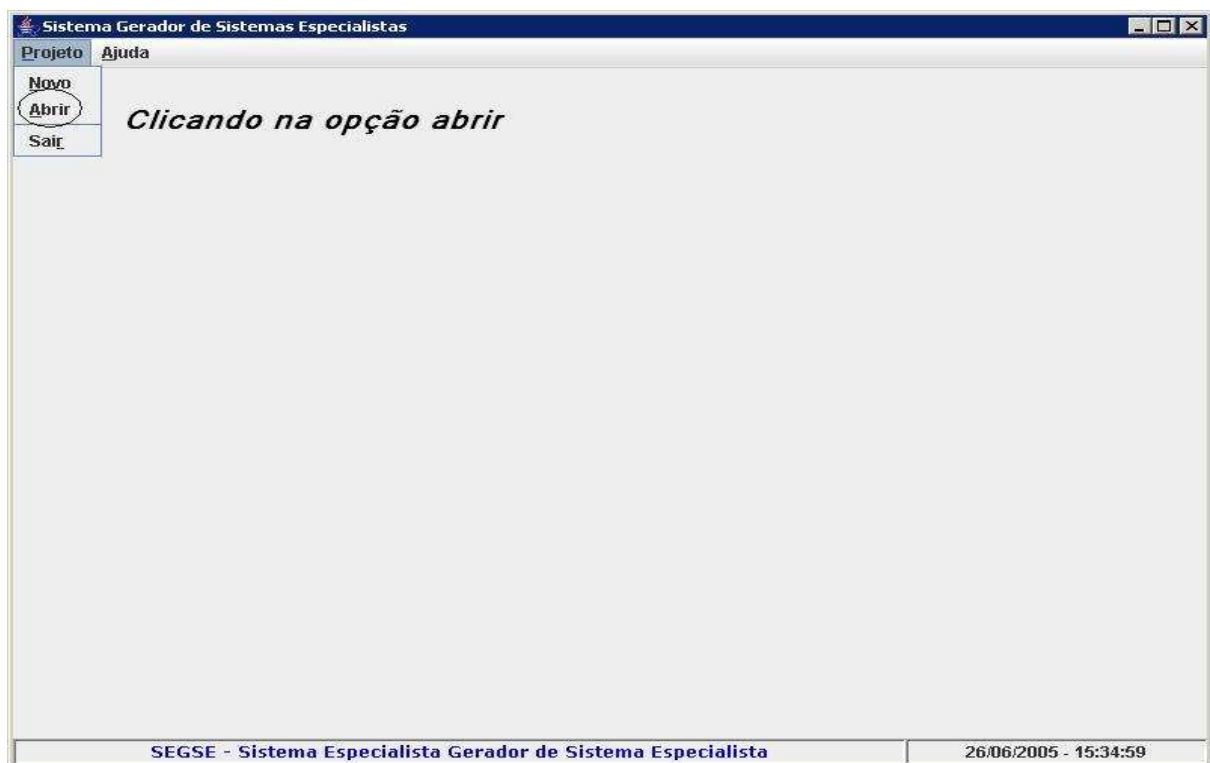 Sistema Gerador de Sistemas Especialistas
Projeto Ajuda
Novo
Abrir
Clicando na opção abrir
Sair
SEGSE - Sistema Especialista Gerador de Sistema Especialista
26/06/2005 - 15:34:59